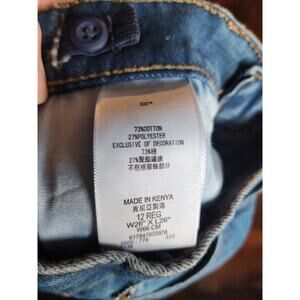 505™
73%COTTON
27%POLYESTER
EXCLUSIVE OF DECORATION
73%棉
27%聚酯纖維
不包括裝飾部分
MADE IN KENYA
肯尼亞製造
12 REG
W26" X L26"
W66 CM